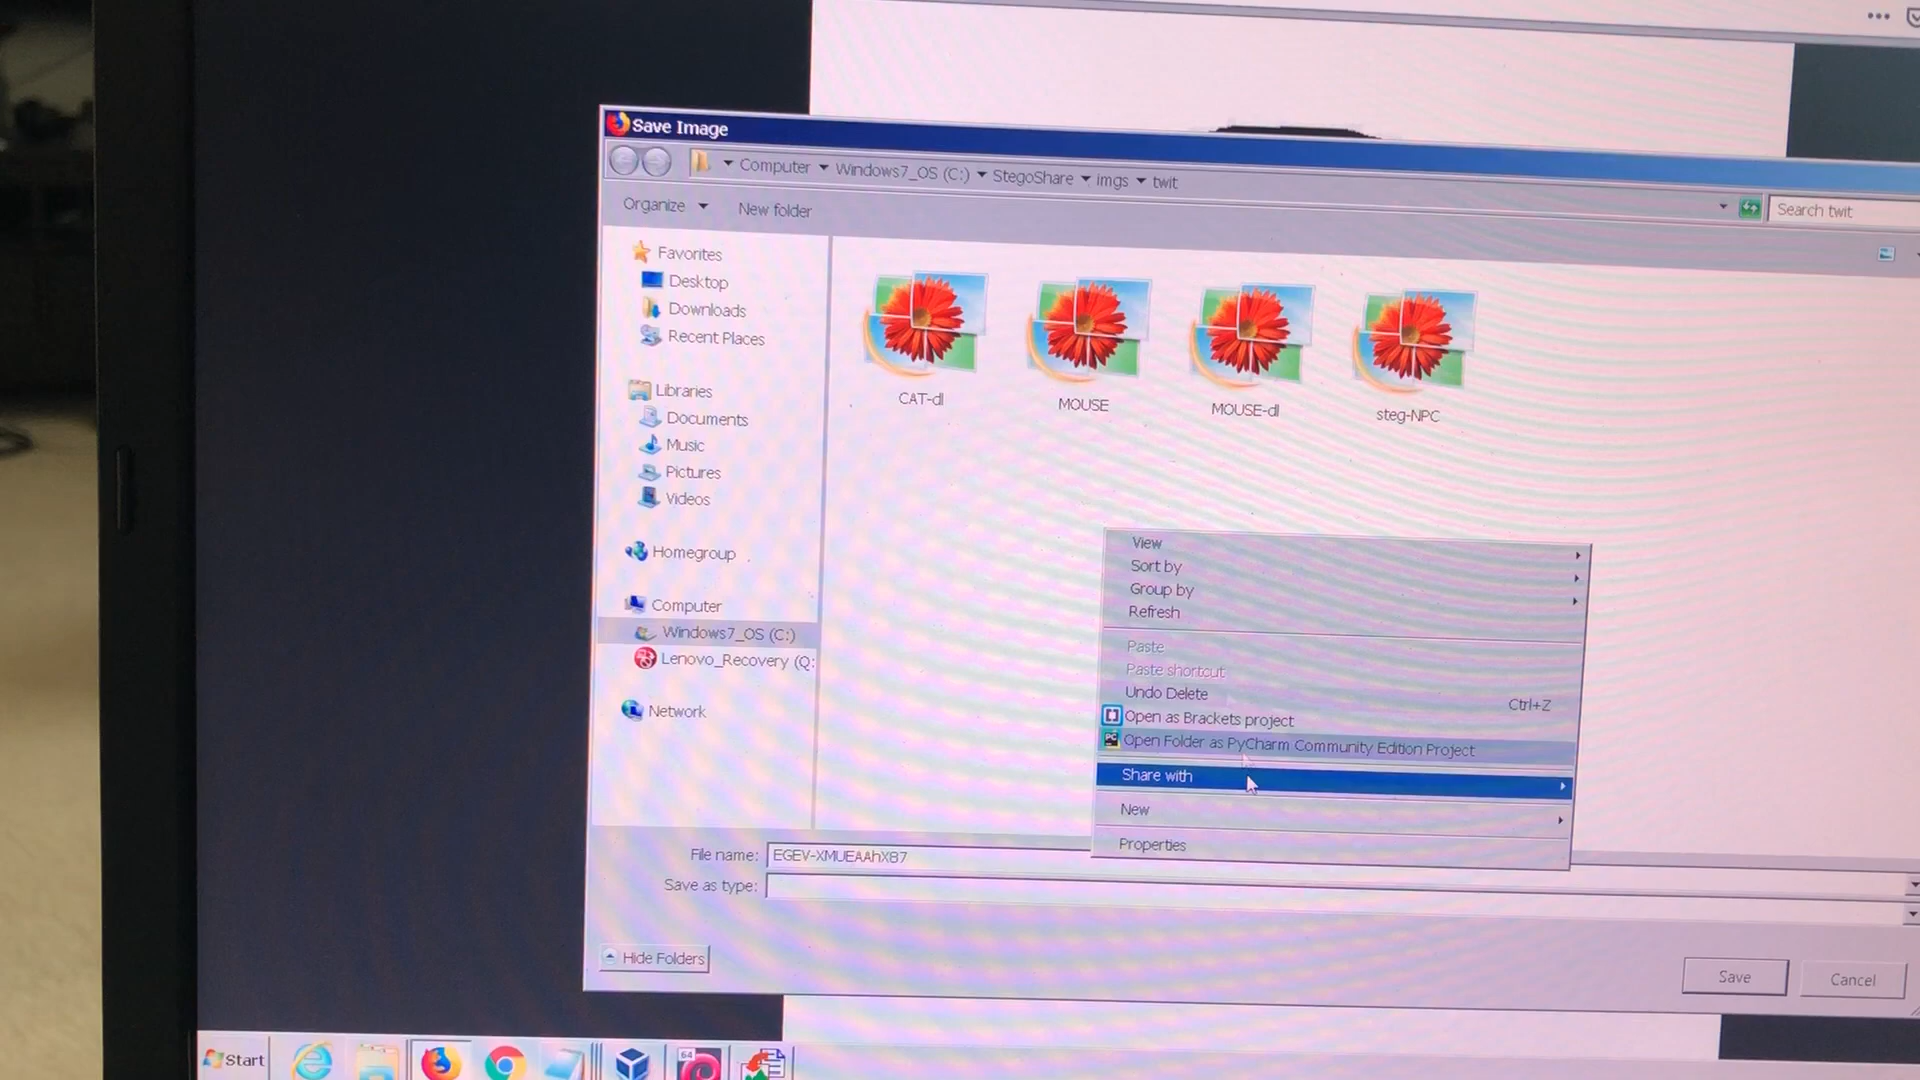 Save Image
Computer Windows7_OS (C:) StegoShare imgs twit
Search twit
Organize New folder
Favorites
Desktop
Downloads
Recent Places
Libraries
Documents
Music
Pictures
Videos
Homegroup
Computer
Windows7_OS (C:)
Lenovo_Recovery (Q:
Network
CAT-dl
MOUSE
MOUSE-dl
steg-NPC
View
Sort by
Group by
Refresh
Paste
Paste shortcut
Undo Delete Ctrl+Z
Open as Brackets project
PC Open Folder as PyCharm Community Edition Project
Share with
New
Properties
File name: EGEV-XMUEAAhXB7
Save as type:
Hide Folders
Save
Cancel
Start
64